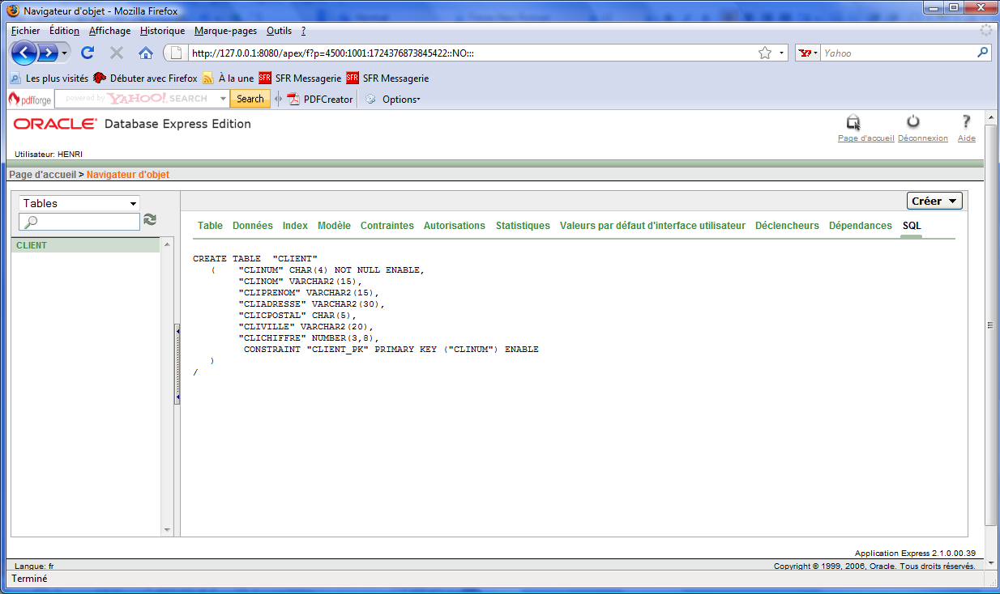 Navigateur d'objet - Mozilla Firefox
Fichier Édition Affichage Historique Marque-pages Outils ?
http://127.0.0.1:8080/apex/f?p=4500:1001:1724376873845422::NO::: Yahoo
Les plus visités Débuter avec Firefox À la une SFR SFR Messagerie SFR SFR Messagerie
pdfforge powered by YAHOO! SEARCH Search PDFCreator Options
ORACLE Database Express Edition
Page d'accueil Déconnexion ? Aide
Utilisateur: HENRI
Page d'accueil > Navigateur d'objet
Tables
Créer
Table Données Index Modèle Contraintes Autorisations Statistiques Valeurs par défaut d'interface utilisateur Déclencheurs Dépendances SQL
CLIENT
CREATE TABLE "CLIENT"
( "CLINUM" CHAR(4) NOT NULL ENABLE,
"CLINOM" VARCHAR2(15),
"CLIPRENOM" VARCHAR2(15),
"CLIADRESSE" VARCHAR2(30),
"CLICPOSTAL" CHAR(5),
"CLIVILLE" VARCHAR2(20),
"CLICHIFFRE" NUMBER(3,8),
CONSTRAINT "CLIENT_PK" PRIMARY KEY ("CLINUM") ENABLE
)
/
Application Express 2.1.0.00.39
Langue: fr
Copyright © 1999, 2006, Oracle. Tous droits réservés.
Terminé